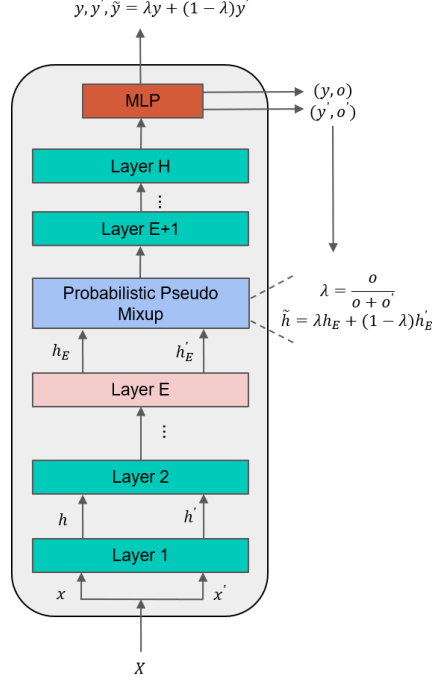 y, y', ỹ = λy + (1 − λ)y'
MLP
(y, o)
(y', o')
Layer H
⋮
Layer E+1
Probabilistic Pseudo
Mixup
λ = o / (o + o')
h̃ = λh_E + (1 − λ)h'_E
h_E
h'_E
Layer E
⋮
Layer 2
h
h'
Layer 1
x
x'
X